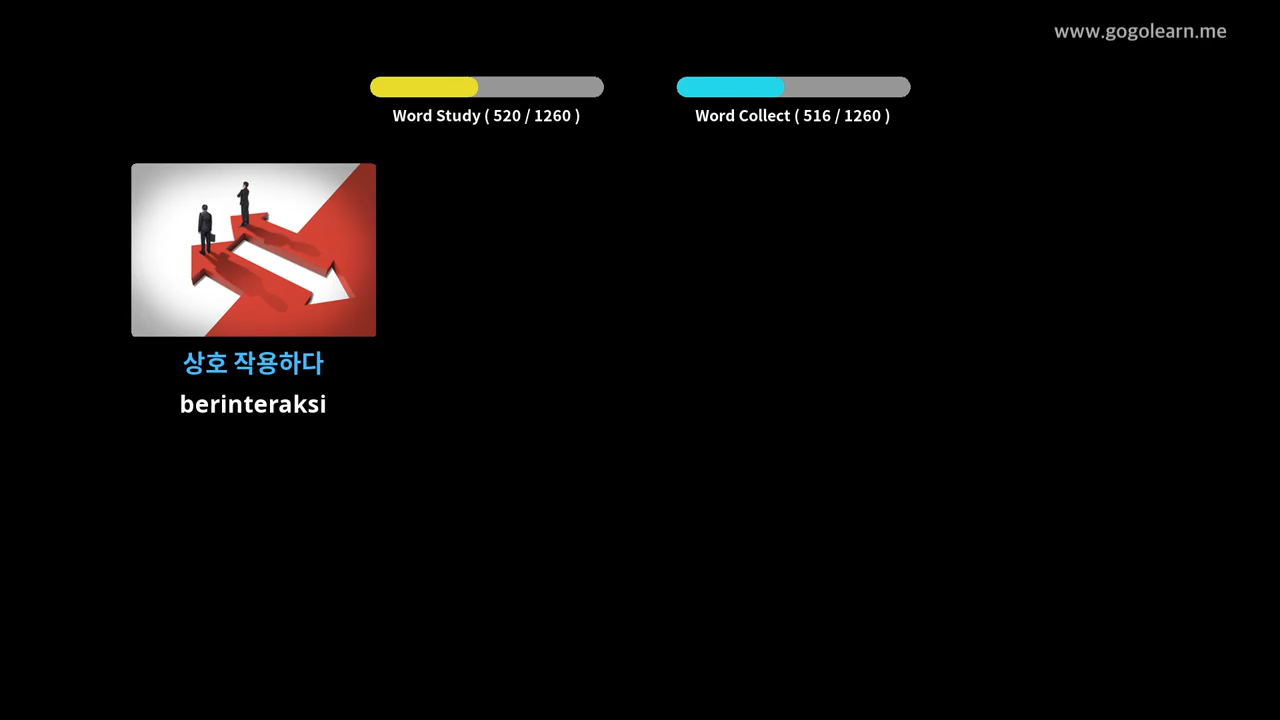 www.gogolearn.me
Word Study ( 520 / 1260 )
Word Collect ( 516 / 1260 )
상호 작용하다
berinteraksi